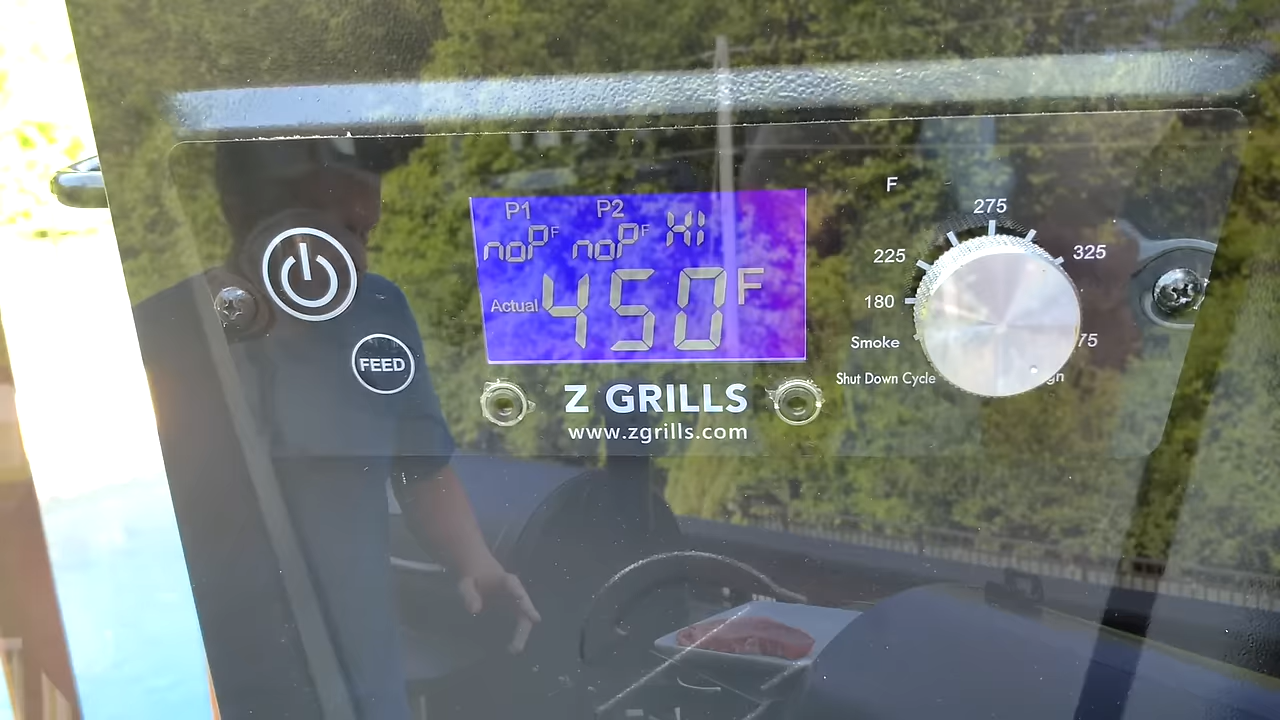 P1 P2 HI
noP F noP F
Actual 450 F
FEED
Z GRILLS
www.zgrills.com
F
275
225 325
180
Smoke 75
Shut Down Cycle gn